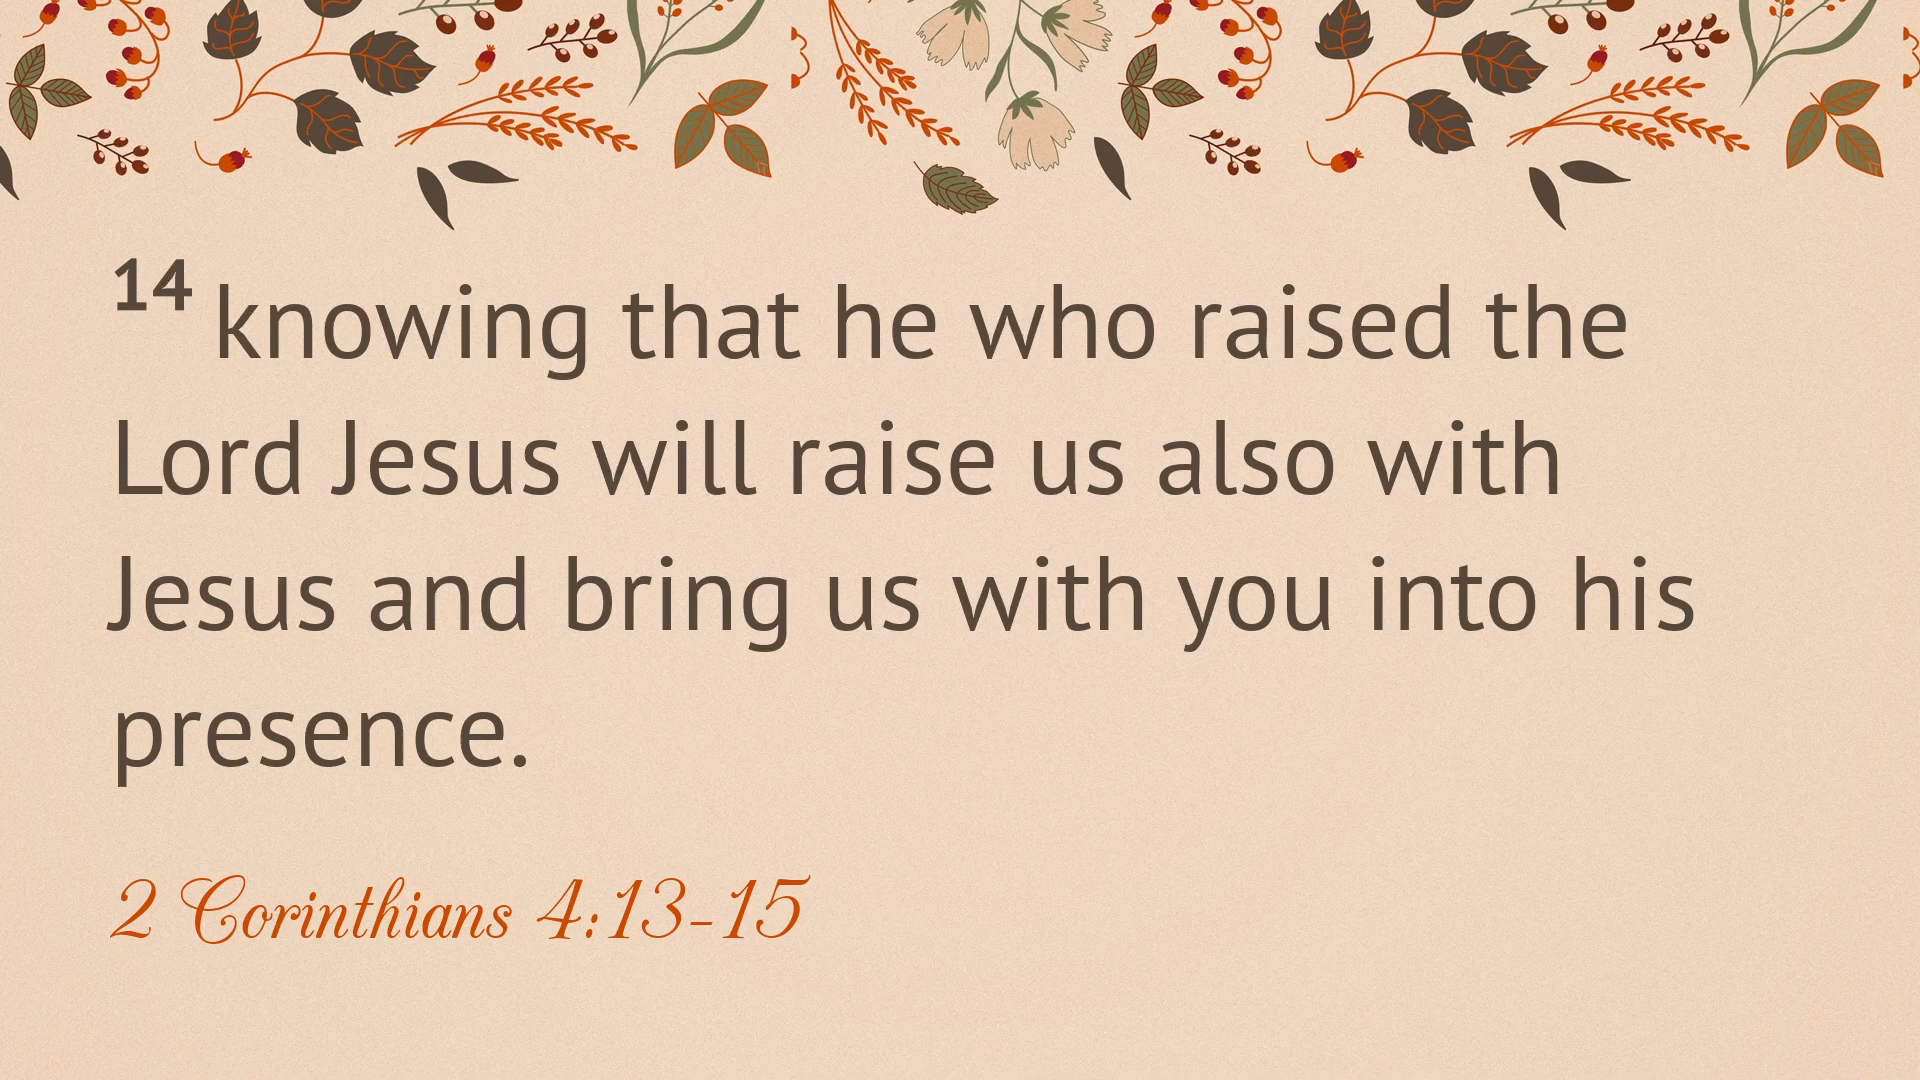 14 knowing that he who raised the
Lord Jesus will raise us also with
Jesus and bring us with you into his
presence.
2 Corinthians 4:13-15